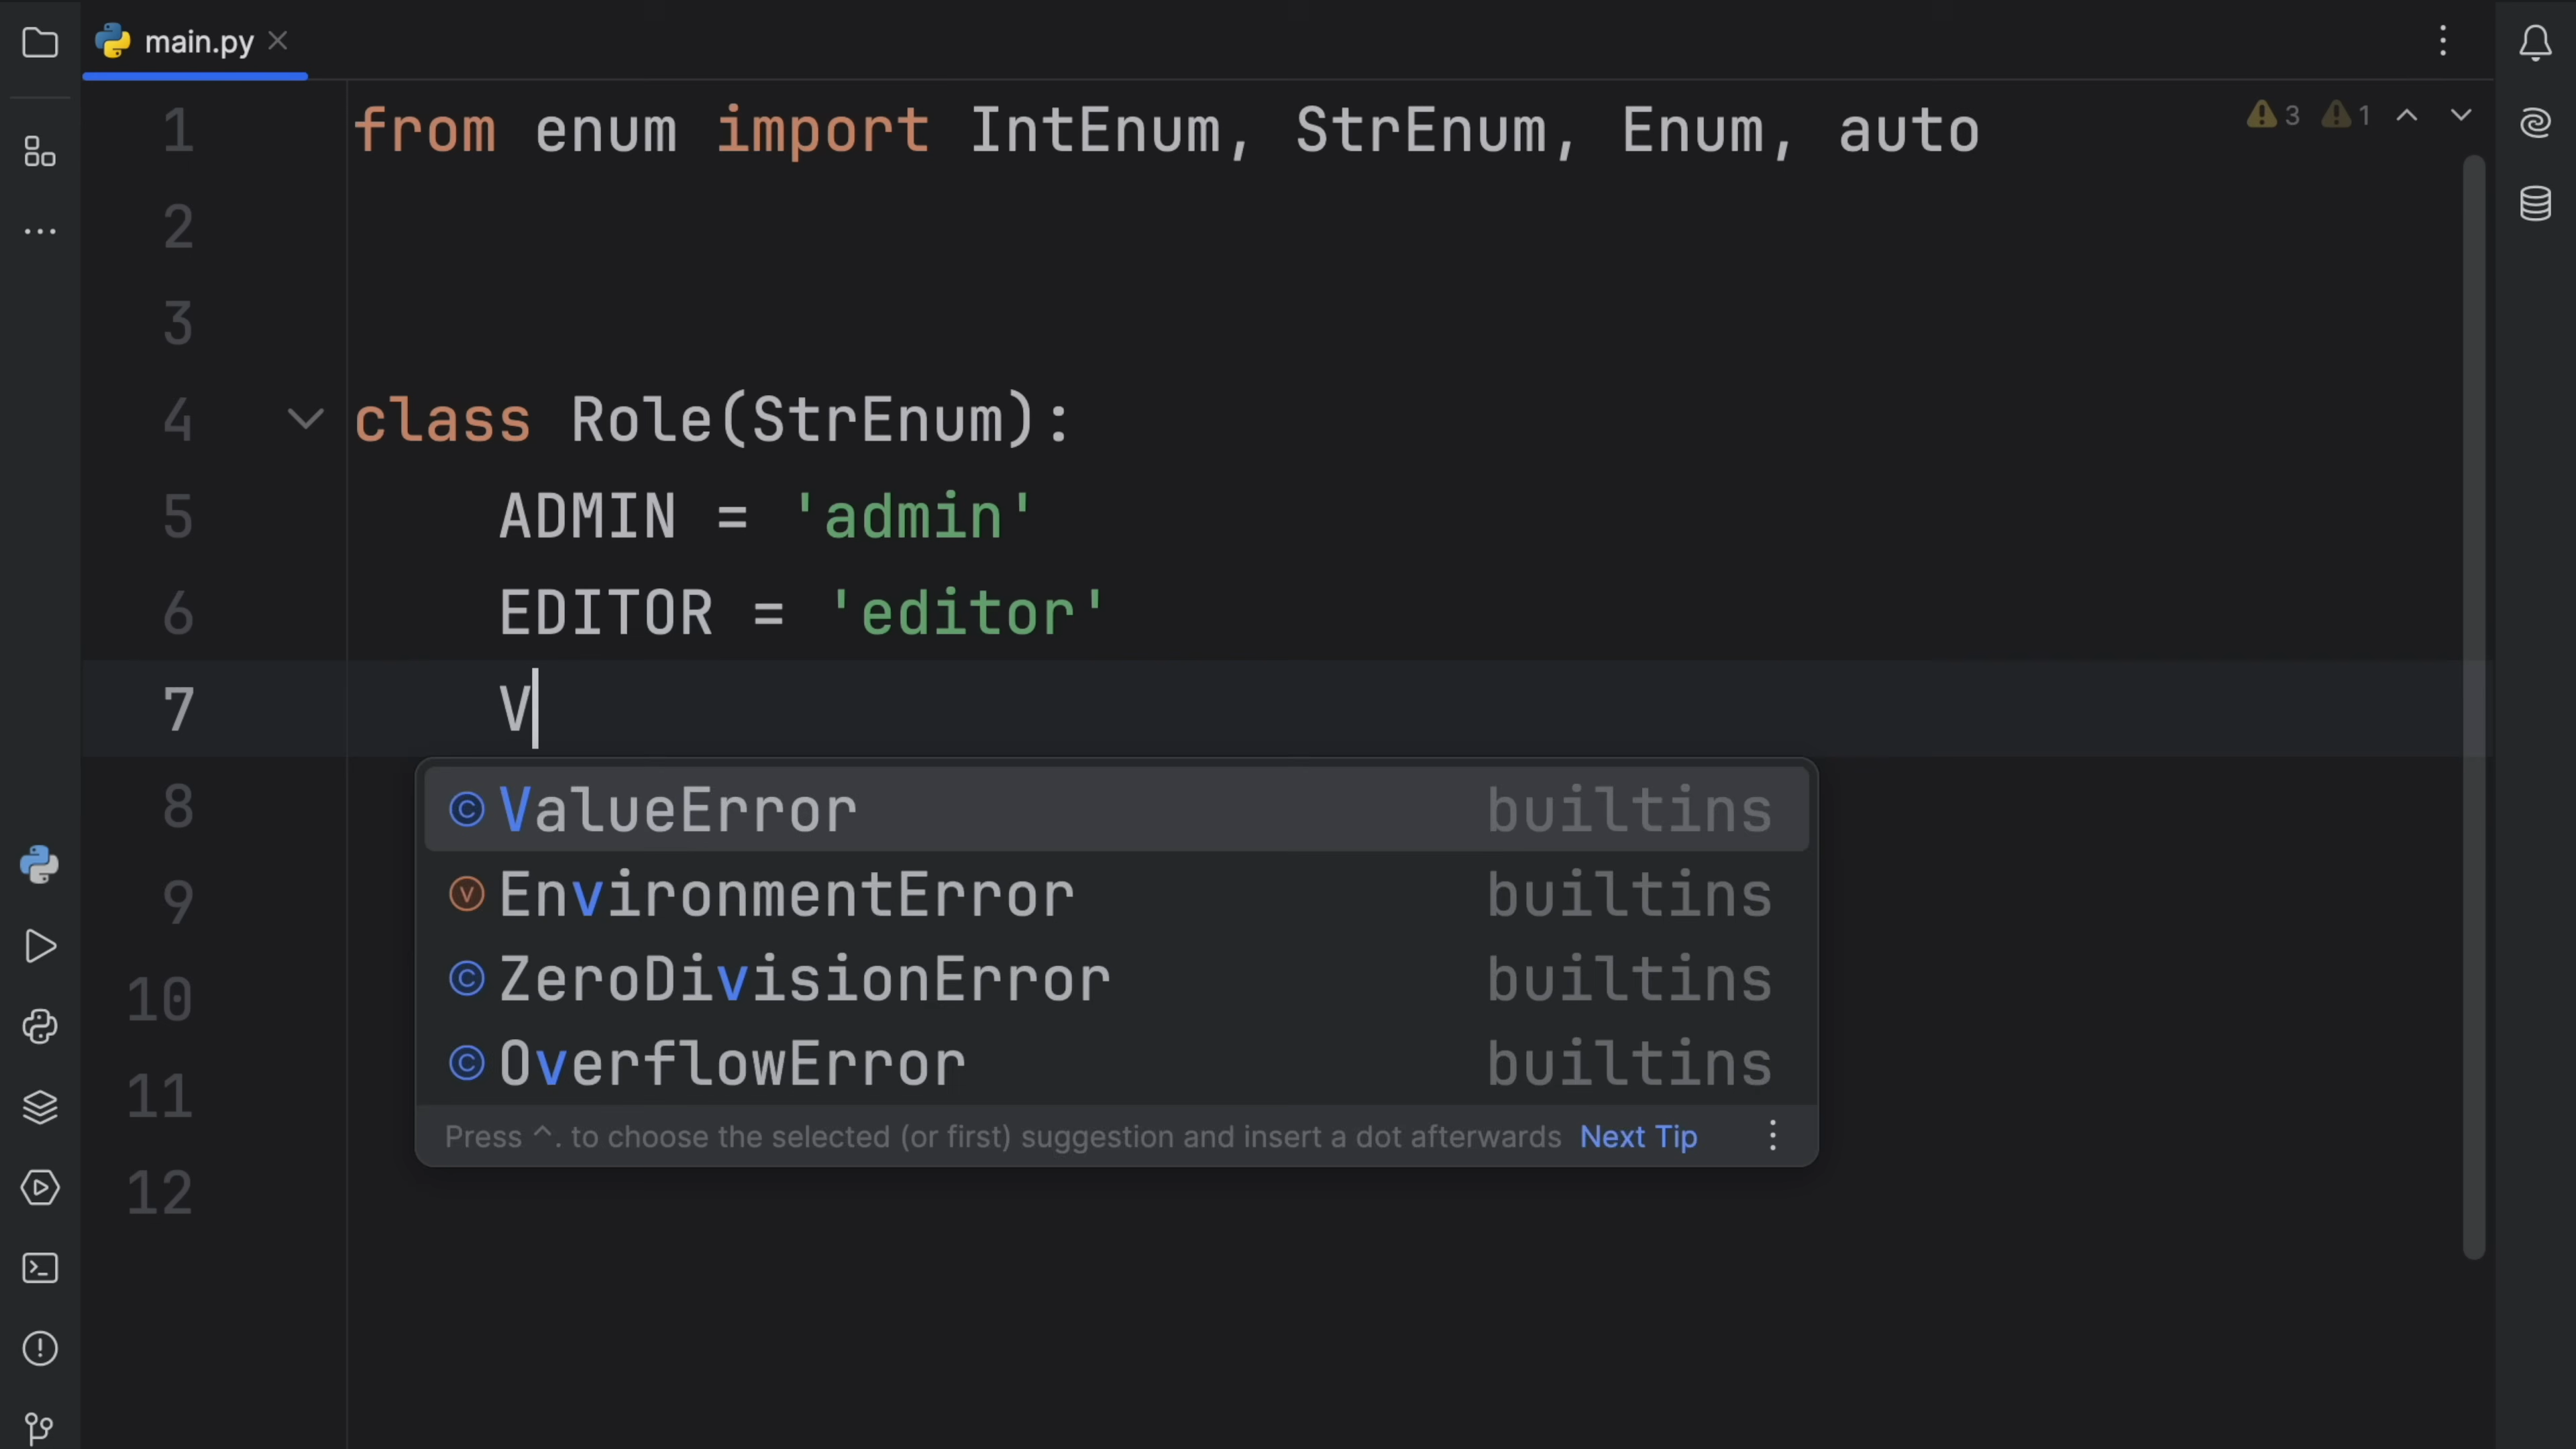 main.py
3 1
1 from enum import IntEnum, StrEnum, Enum, auto
2
3
4 class Role(StrEnum):
5 ADMIN = 'admin'
6 EDITOR = 'editor'
7 V
8
9
10
11
12
ValueError builtins
EnvironmentError builtins
ZeroDivisionError builtins
OverflowError builtins
Press ^. to choose the selected (or first) suggestion and insert a dot afterwards Next Tip